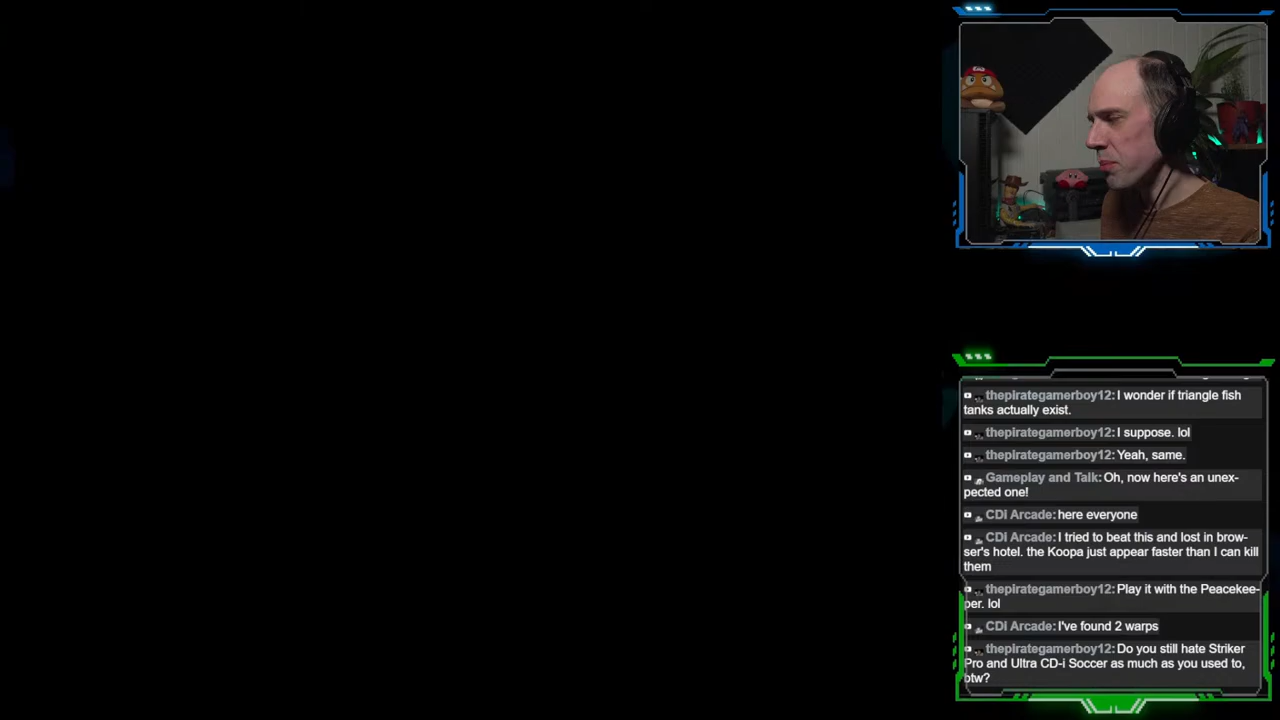 thepirategamerboy12: I wonder if triangle fish
tanks actually exist.
thepirategamerboy12: I suppose. lol
thepirategamerboy12: Yeah, same.
Gameplay and Talk: Oh, now here's an unex-
pected one!
CDI Arcade: here everyone
CDI Arcade: I tried to beat this and lost in brow-
ser's hotel. the Koopa just appear faster than I can kill
them
thepirategamerboy12: Play it with the Peacekee-
per. lol
CDI Arcade: I've found 2 warps
thepirategamerboy12: Do you still hate Striker
Pro and Ultra CD-i Soccer as much as you used to,
btw?